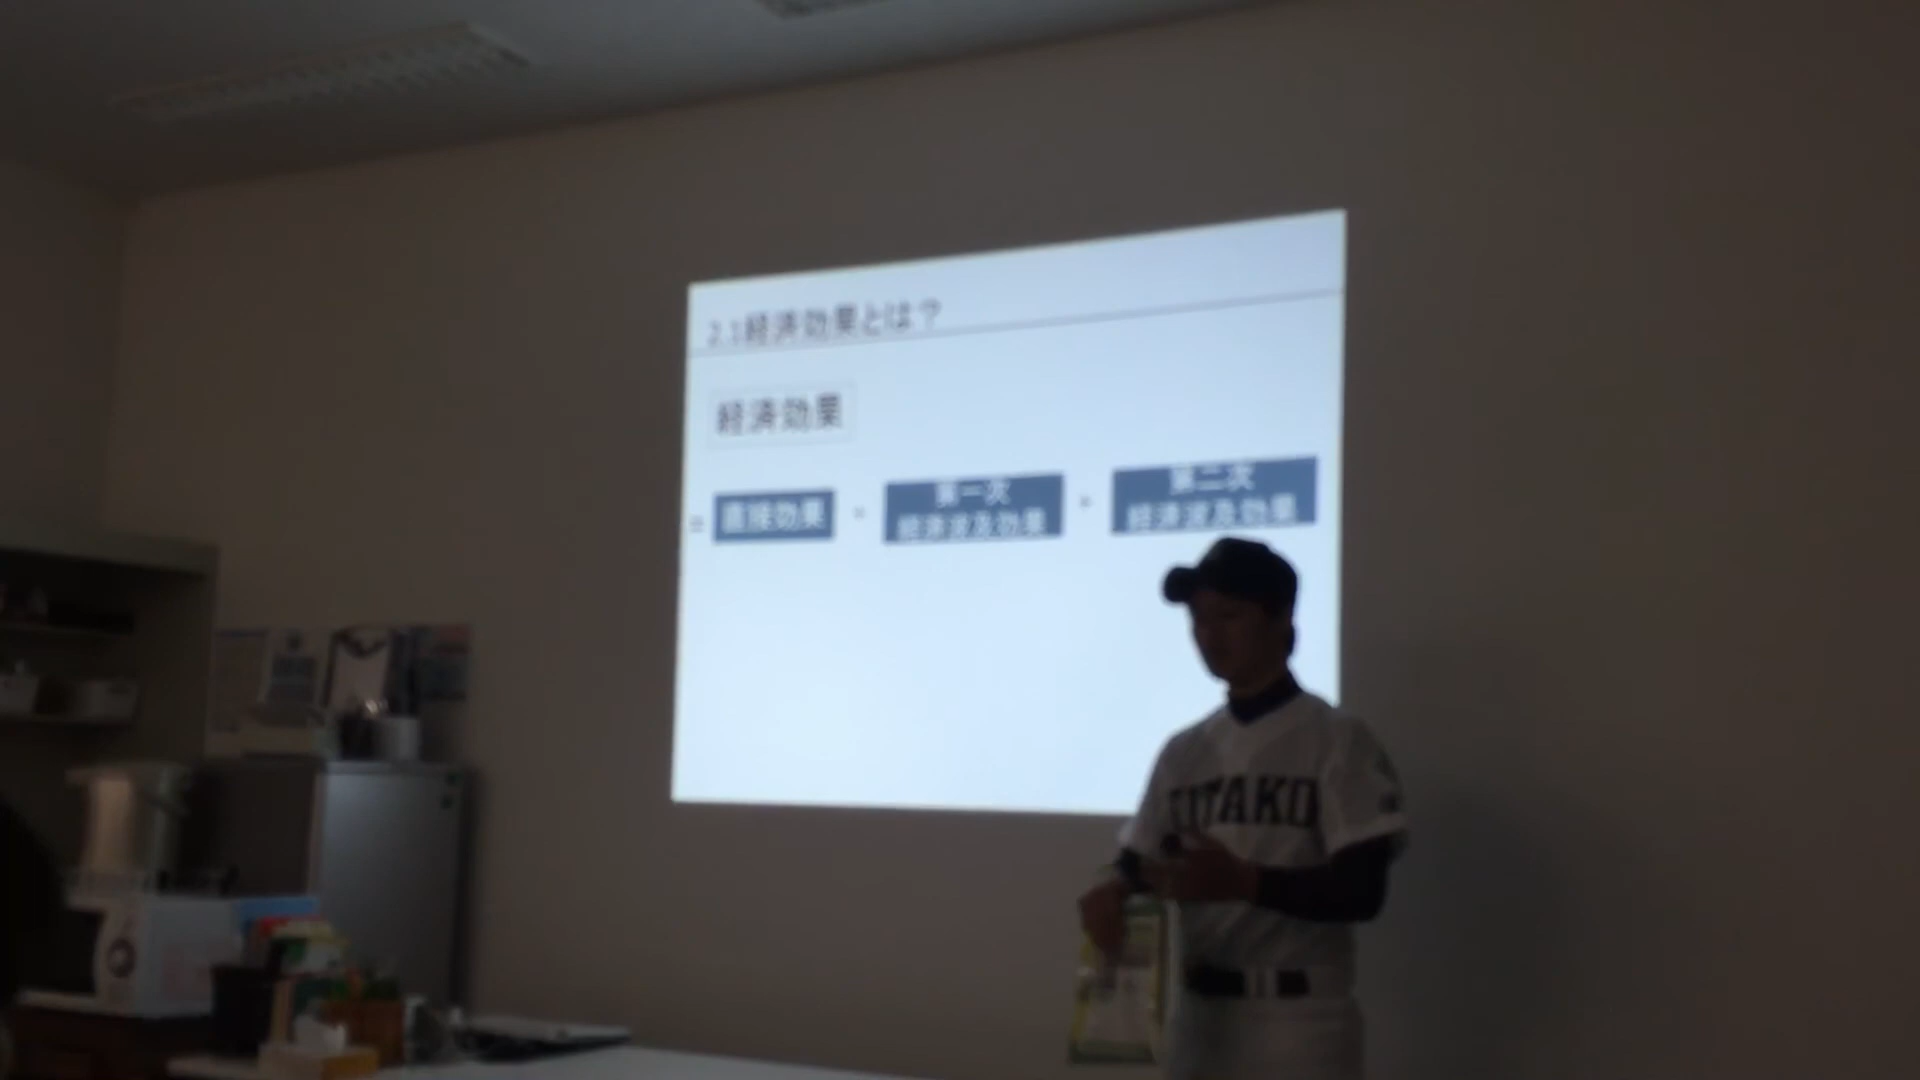 2.1経済効果とは？
経済効果
=
直接効果
第一次
経済波及効果
第二次
経済波及効果